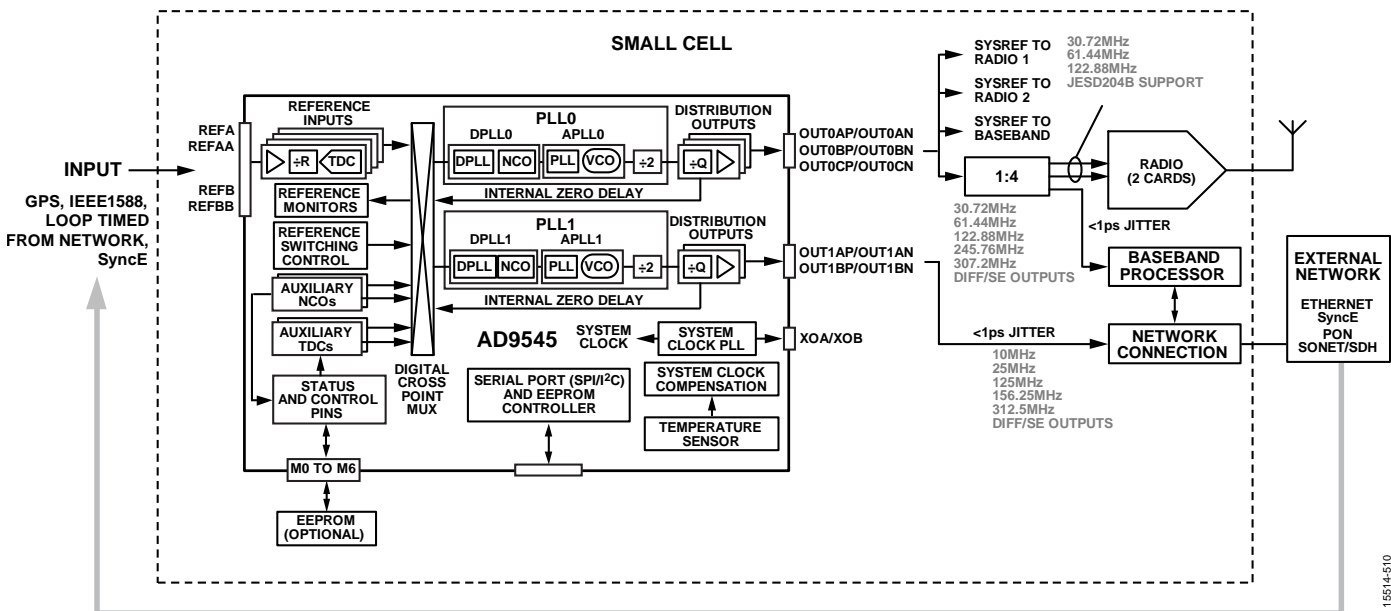 SMALL CELL
INPUT
GPS, IEEE1588,
LOOP TIMED
FROM NETWORK,
SyncE
REFA
REFAA
REFB
REFBB
REFERENCE
INPUTS
÷R
TDC
REFERENCE
MONITORS
REFERENCE
SWITCHING
CONTROL
AUXILIARY
NCOs
AUXILIARY
TDCs
STATUS
AND CONTROL
PINS
M0 TO M6
EEPROM
(OPTIONAL)
DIGITAL
CROSS
POINT
MUX
PLL0
DPLL0
APLL0
DPLL
NCO
PLL
VCO
÷2
DISTRIBUTION
OUTPUTS
÷Q
INTERNAL ZERO DELAY
PLL1
DPLL1
APLL1
DPLL
NCO
PLL
VCO
÷2
DISTRIBUTION
OUTPUTS
÷Q
INTERNAL ZERO DELAY
AD9545
SYSTEM
CLOCK
SYSTEM
CLOCK PLL
SERIAL PORT (SPI/I²C)
AND EEPROM
CONTROLLER
SYSTEM CLOCK
COMPENSATION
TEMPERATURE
SENSOR
OUT0AP/OUT0AN
OUT0BP/OUT0BN
OUT0CP/OUT0CN
OUT1AP/OUT1AN
OUT1BP/OUT1BN
XOA/XOB
SYSREF TO
RADIO 1
SYSREF TO
RADIO 2
SYSREF TO
BASEBAND
30.72MHz
61.44MHz
122.88MHz
JESD204B SUPPORT
1:4
30.72MHz
61.44MHz
122.88MHz
245.76MHz
307.2MHz
DIFF/SE OUTPUTS
RADIO
(2 CARDS)
<1ps JITTER
BASEBAND
PROCESSOR
<1ps JITTER
10MHz
25MHz
125MHz
156.25MHz
312.5MHz
DIFF/SE OUTPUTS
NETWORK
CONNECTION
EXTERNAL
NETWORK
ETHERNET
SyncE
PON
SONET/SDH
15514-510